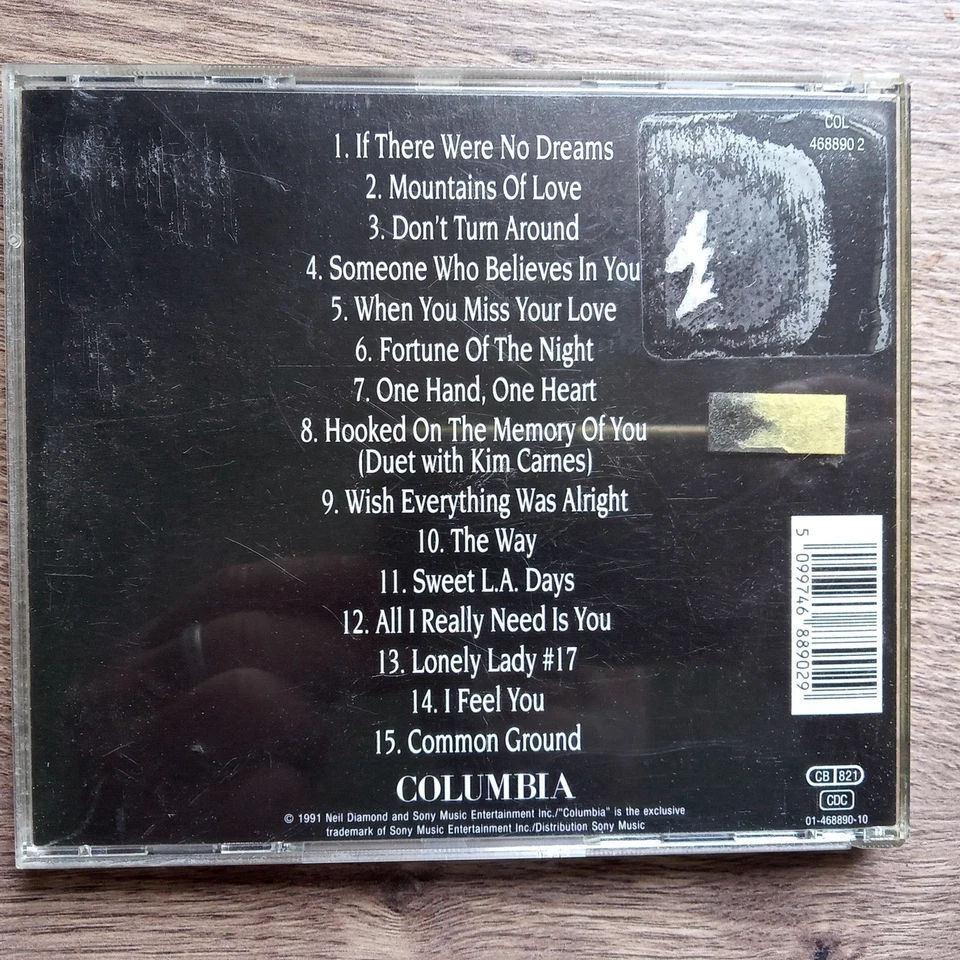 COL
468890 2
1. If There Were No Dreams
2. Mountains Of Love
3. Don't Turn Around
4. Someone Who Believes In You
5. When You Miss Your Love
6. Fortune Of The Night
7. One Hand, One Heart
8. Hooked On The Memory Of You
(Duet with Kim Carnes)
9. Wish Everything Was Alright
10. The Way
11. Sweet L.A. Days
12. All I Really Need Is You
13. Lonely Lady #17
14. I Feel You
15. Common Ground
COLUMBIA
© 1991 Neil Diamond and Sony Music Entertainment Inc./"Columbia" is the exclusive
trademark of Sony Music Entertainment Inc./Distribution Sony Music
5 099746 889029
CB 821
CDC
01-468890-10